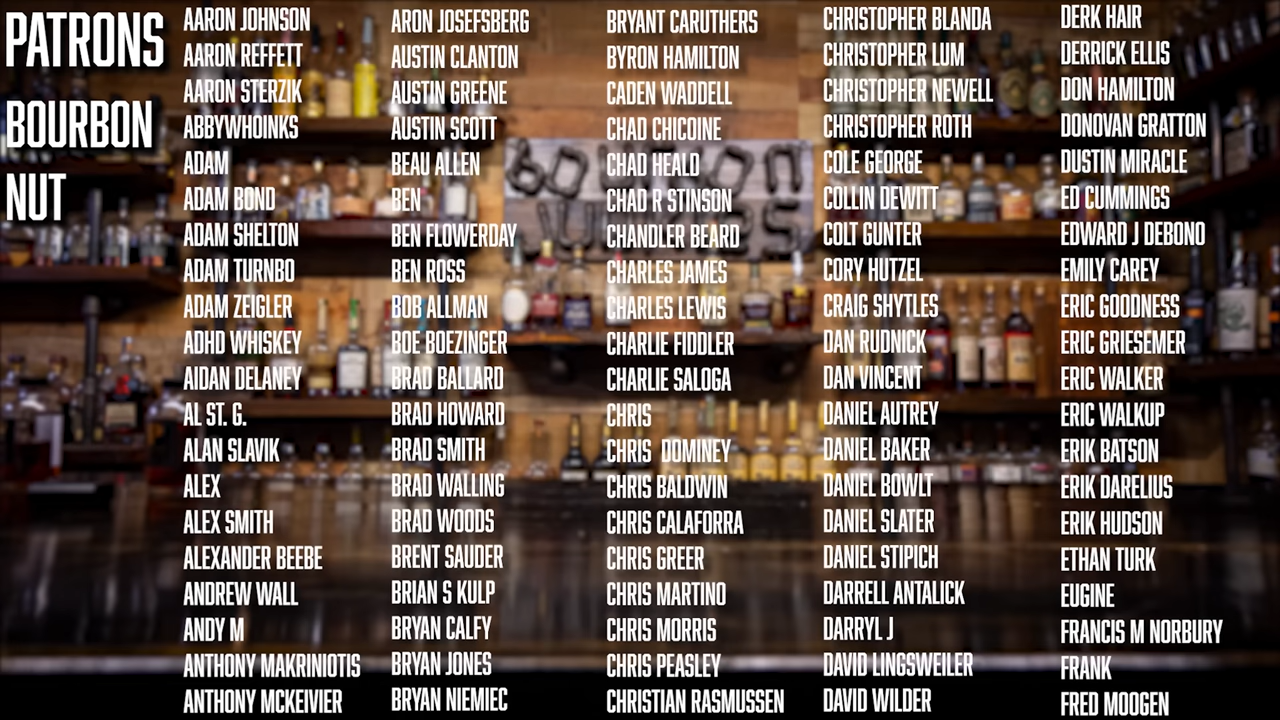 PATRONS
BOURBON
NUT
AARON JOHNSON
AARON REFFETT
AARON STERZIK
ABBYWHOINKS
ADAM
ADAM BOND
ADAM SHELTON
ADAM TURNBO
ADAM ZEIGLER
ADHD WHISKEY
AIDAN DELANEY
AL ST. G.
ALAN SLAVIK
ALEX
ALEX SMITH
ALEXANDER BEEBE
ANDREW WALL
ANDY M
ANTHONY MAKRINIOTIS
ANTHONY MCKEIVIER
ARON JOSEFSBERG
AUSTIN CLANTON
AUSTIN GREENE
AUSTIN SCOTT
BEAU ALLEN
BEN
BEN FLOWERDAY
BEN ROSS
BOB ALLMAN
BOE BOEZINGER
BRAD BALLARD
BRAD HOWARD
BRAD SMITH
BRAD WALLING
BRAD WOODS
BRENT SAUDER
BRIAN S KULP
BRYAN CALFY
BRYAN JONES
BRYAN NIEMIEC
BRYANT CARUTHERS
BYRON HAMILTON
CADEN WADDELL
CHAD CHICOINE
CHAD HEALD
CHAD R STINSON
CHANDLER BEARD
CHARLES JAMES
CHARLES LEWIS
CHARLIE FIDDLER
CHARLIE SALOGA
CHRIS
CHRIS  DOMINEY
CHRIS BALDWIN
CHRIS CALAFORRA
CHRIS GREER
CHRIS MARTINO
CHRIS MORRIS
CHRIS PEASLEY
CHRISTIAN RASMUSSEN
CHRISTOPHER BLANDA
CHRISTOPHER LUM
CHRISTOPHER NEWELL
CHRISTOPHER ROTH
COLE GEORGE
COLLIN DEWITT
COLT GUNTER
CORY HUTZEL
CRAIG SHYTLES
DAN RUDNICK
DAN VINCENT
DANIEL AUTREY
DANIEL BAKER
DANIEL BOWLT
DANIEL SLATER
DANIEL STIPICH
DARRELL ANTALICK
DARRYL J
DAVID LINGSWEILER
DAVID WILDER
DERK HAIR
DERRICK ELLIS
DON HAMILTON
DONOVAN GRATTON
DUSTIN MIRACLE
ED CUMMINGS
EDWARD J DEBONO
EMILY CAREY
ERIC GOODNESS
ERIC GRIESEMER
ERIC WALKER
ERIC WALKUP
ERIK BATSON
ERIK DARELIUS
ERIK HUDSON
ETHAN TURK
EUGINE
FRANCIS M NORBURY
FRANK
FRED MOOGEN